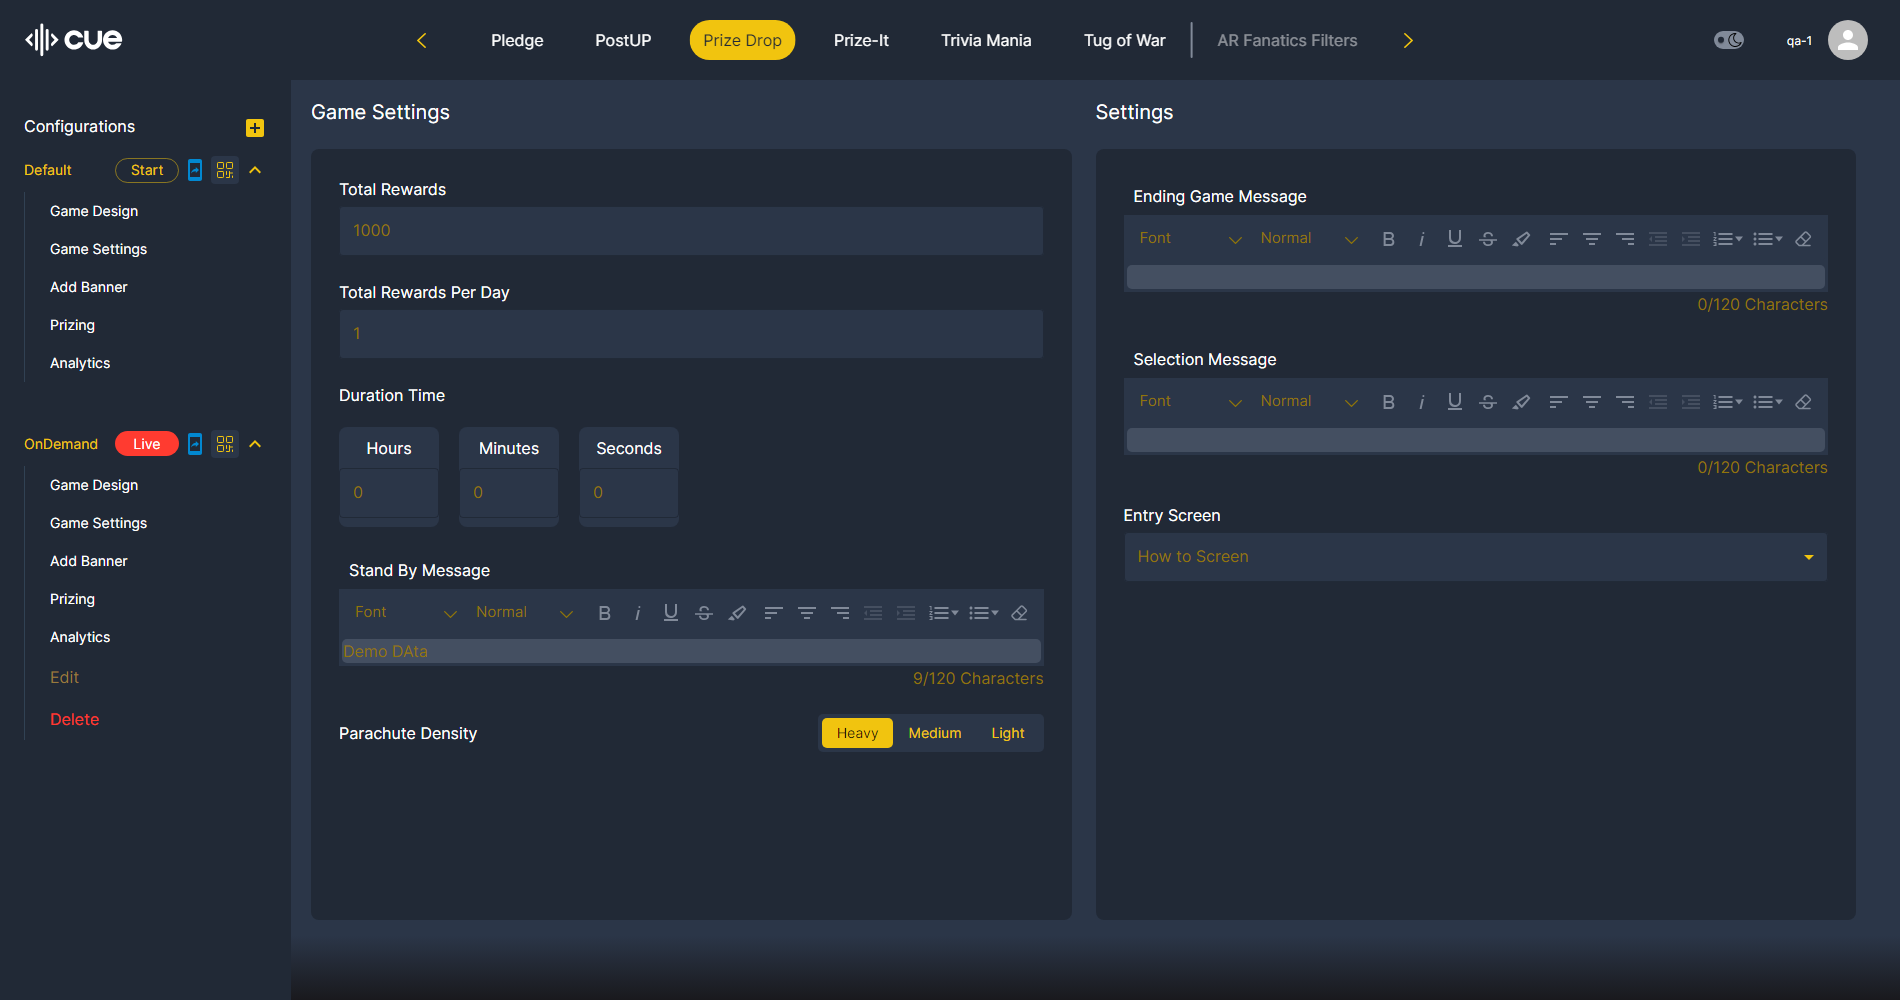 cue
Pledge
PostUP
Prize Drop
Prize-It
Trivia Mania
Tug of War
AR Fanatics Filters
qa-1
Configurations
Default
Start
Game Design
Game Settings
Add Banner
Prizing
Analytics
OnDemand
Live
Game Design
Game Settings
Add Banner
Prizing
Analytics
Edit
Delete
Game Settings
Total Rewards
1000
Total Rewards Per Day
1
Duration Time
Hours Minutes Seconds
0 0 0
Stand By Message
Font Normal
Demo DAta
9/120 Characters
Parachute Density
Heavy Medium Light
Settings
Ending Game Message
Font Normal
0/120 Characters
Selection Message
Font Normal
0/120 Characters
Entry Screen
How to Screen